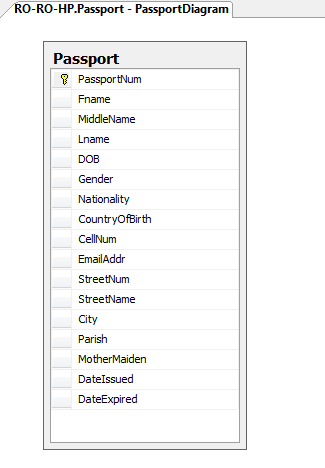 RO-RO-HP.Passport - PassportDiagram
Passport
PassportNum
Fname
MiddleName
Lname
DOB
Gender
Nationality
CountryOfBirth
CellNum
EmailAddr
StreetNum
StreetName
City
Parish
MotherMaiden
DateIssued
DateExpired